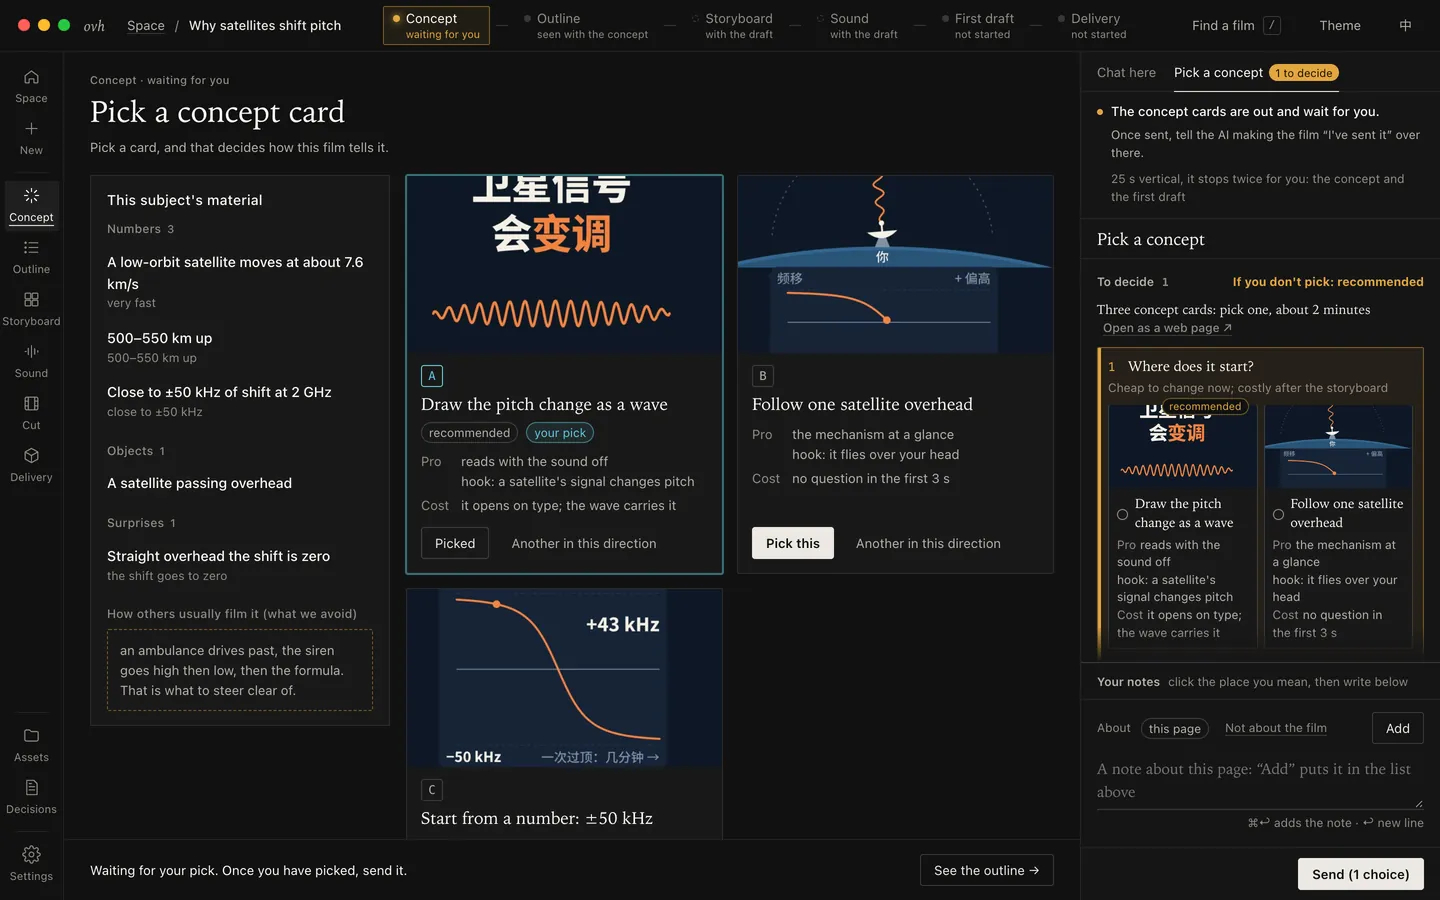 ovh
Space / Why satellites shift pitch
Concept
waiting for you
Outline
seen with the concept
Storyboard
with the draft
Sound
with the draft
First draft
not started
Delivery
not started
Find a film /
Theme
中
Space
New
Concept
Outline
Storyboard
Sound
Cut
Delivery
Assets
Decisions
Settings
Concept · waiting for you
Pick a concept card
Pick a card, and that decides how this film tells it.
This subject's material
Numbers 3
A low-orbit satellite moves at about 7.6
km/s
very fast
500–550 km up
500–550 km up
Close to ±50 kHz of shift at 2 GHz
close to ±50 kHz
Objects 1
A satellite passing overhead
Surprises 1
Straight overhead the shift is zero
the shift goes to zero
How others usually film it (what we avoid)
an ambulance drives past, the siren
goes high then low, then the formula.
That is what to steer clear of.
卫星信号
会变调
A
Draw the pitch change as a wave
recommended your pick
Pro reads with the sound off
hook: a satellite's signal changes pitch
Cost it opens on type; the wave carries it
Picked Another in this direction
你
频移 + 偏高
B
Follow one satellite overhead
Pro the mechanism at a glance
hook: it flies over your head
Cost no question in the first 3 s
Pick this Another in this direction
+43 kHz
−50 kHz 一次过顶：几分钟 →
C
Start from a number: ±50 kHz
Waiting for your pick. Once you have picked, send it.
See the outline →
Chat here Pick a concept 1 to decide
The concept cards are out and wait for you.
Once sent, tell the AI making the film “I've sent it” over
there.
25 s vertical, it stops twice for you: the concept and
the first draft
Pick a concept
To decide 1 If you don't pick: recommended
Three concept cards: pick one, about 2 minutes
Open as a web page ↗
1 Where does it start?
Cheap to change now; costly after the storyboard
recommended
卫星信号
会变调
Draw the pitch
change as a wave
Pro reads with the
sound off
hook: a satellite's
signal changes pitch
Cost it opens on type;
the wave carries it
你
频移 + 偏高
Follow one satellite
overhead
Pro the mechanism at
a glance
hook: it flies over your
head
Cost no question in
the first 3 s
Your notes click the place you mean, then write below
About this page Not about the film Add
A note about this page: “Add” puts it in the list
above
⌘↩ adds the note · ↩ new line
Send (1 choice)